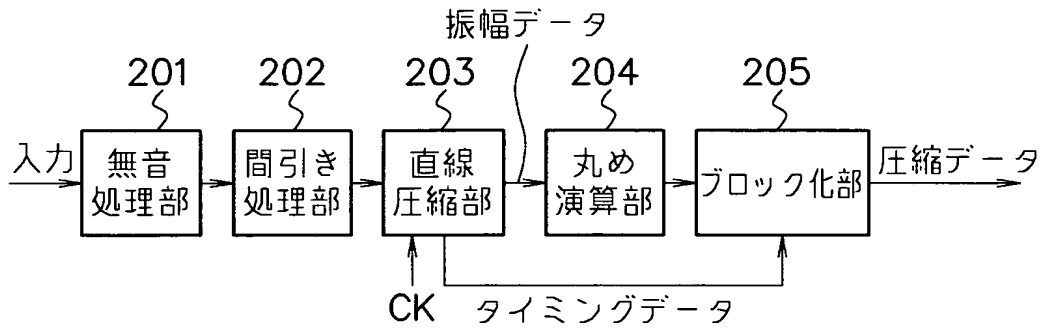 振幅データ
201
202
203
204
205
入力
無音
処理部
間引き
処理部
直線
圧縮部
丸め
演算部
ブロック化部
圧縮データ
CK
タイミングデータ